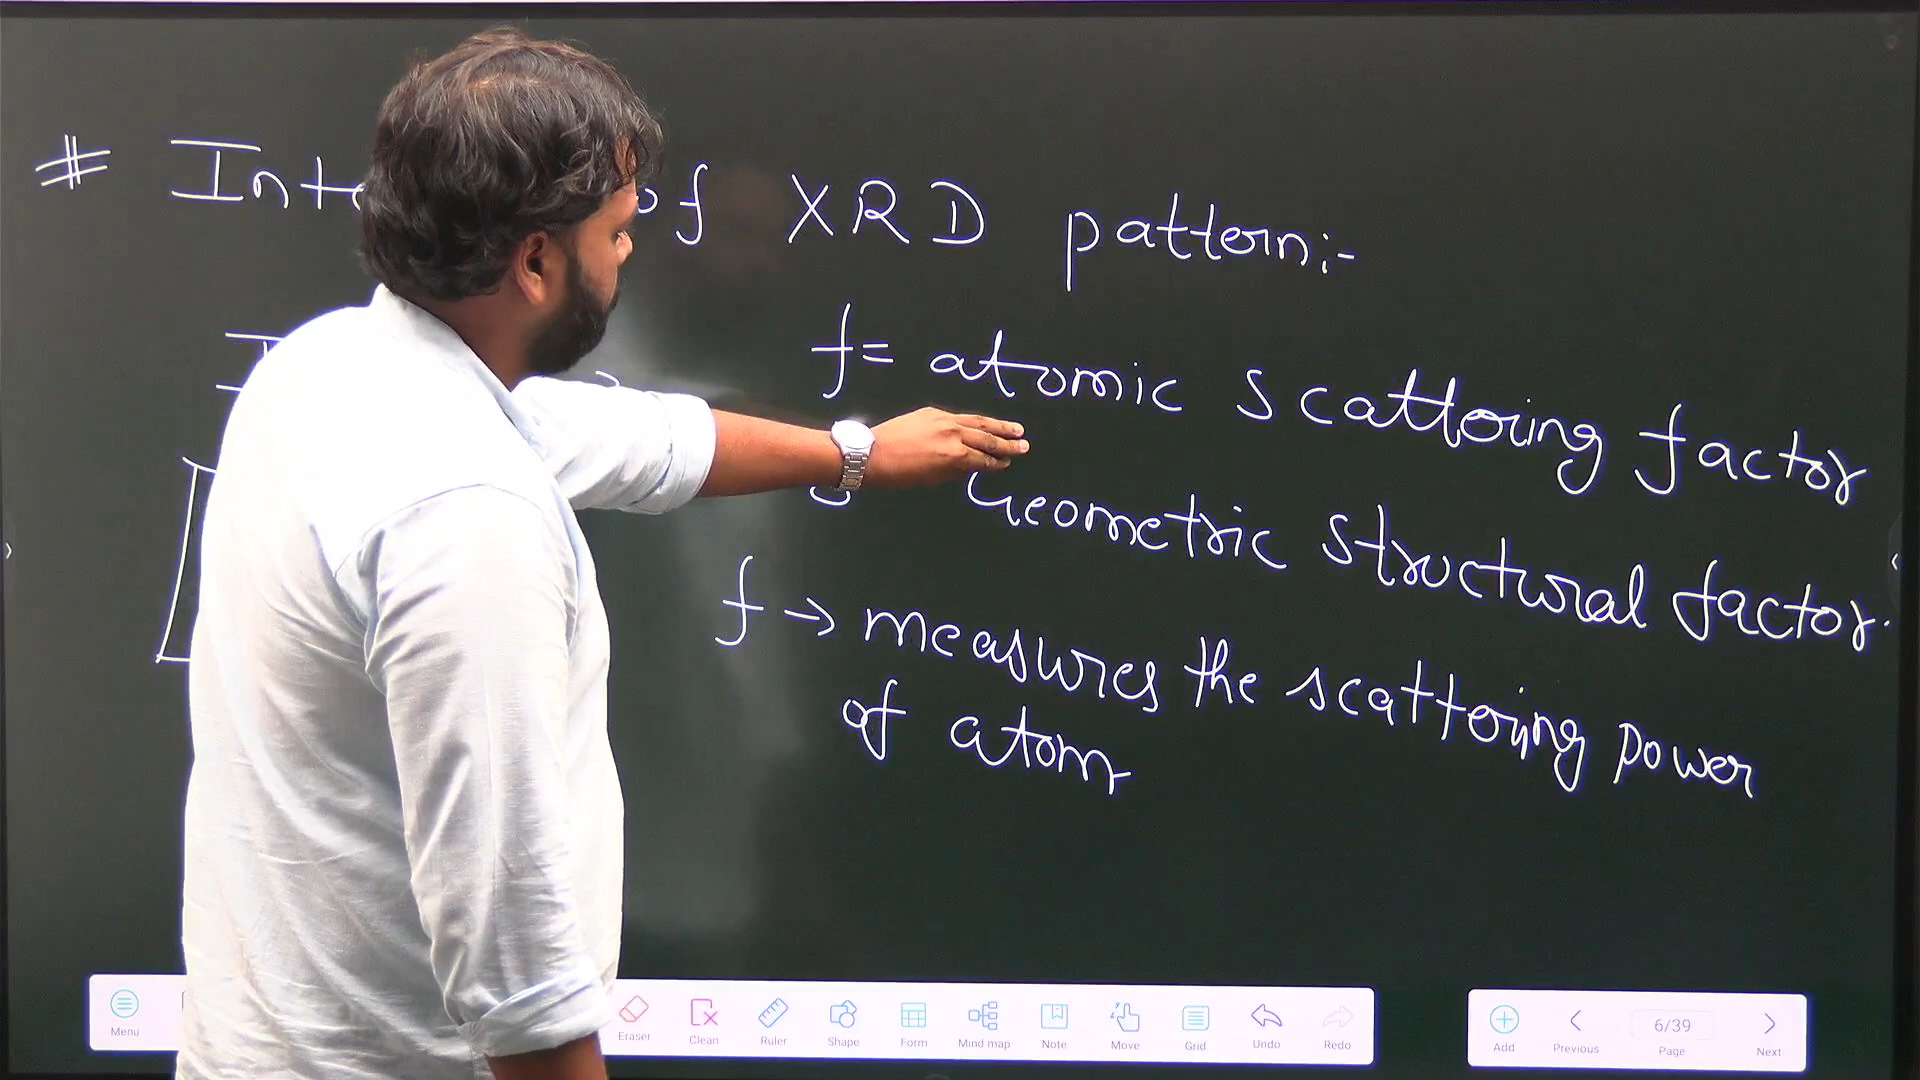 # of XRD pattern:-
f= atomic scattering factor
Geometric structural factor.
f → measures the scattering power
of atom
Menu Eraser Clean Ruler Shape Form Mind map Note Move Grid Undo Redo
Add Previous 6/39 Page Next